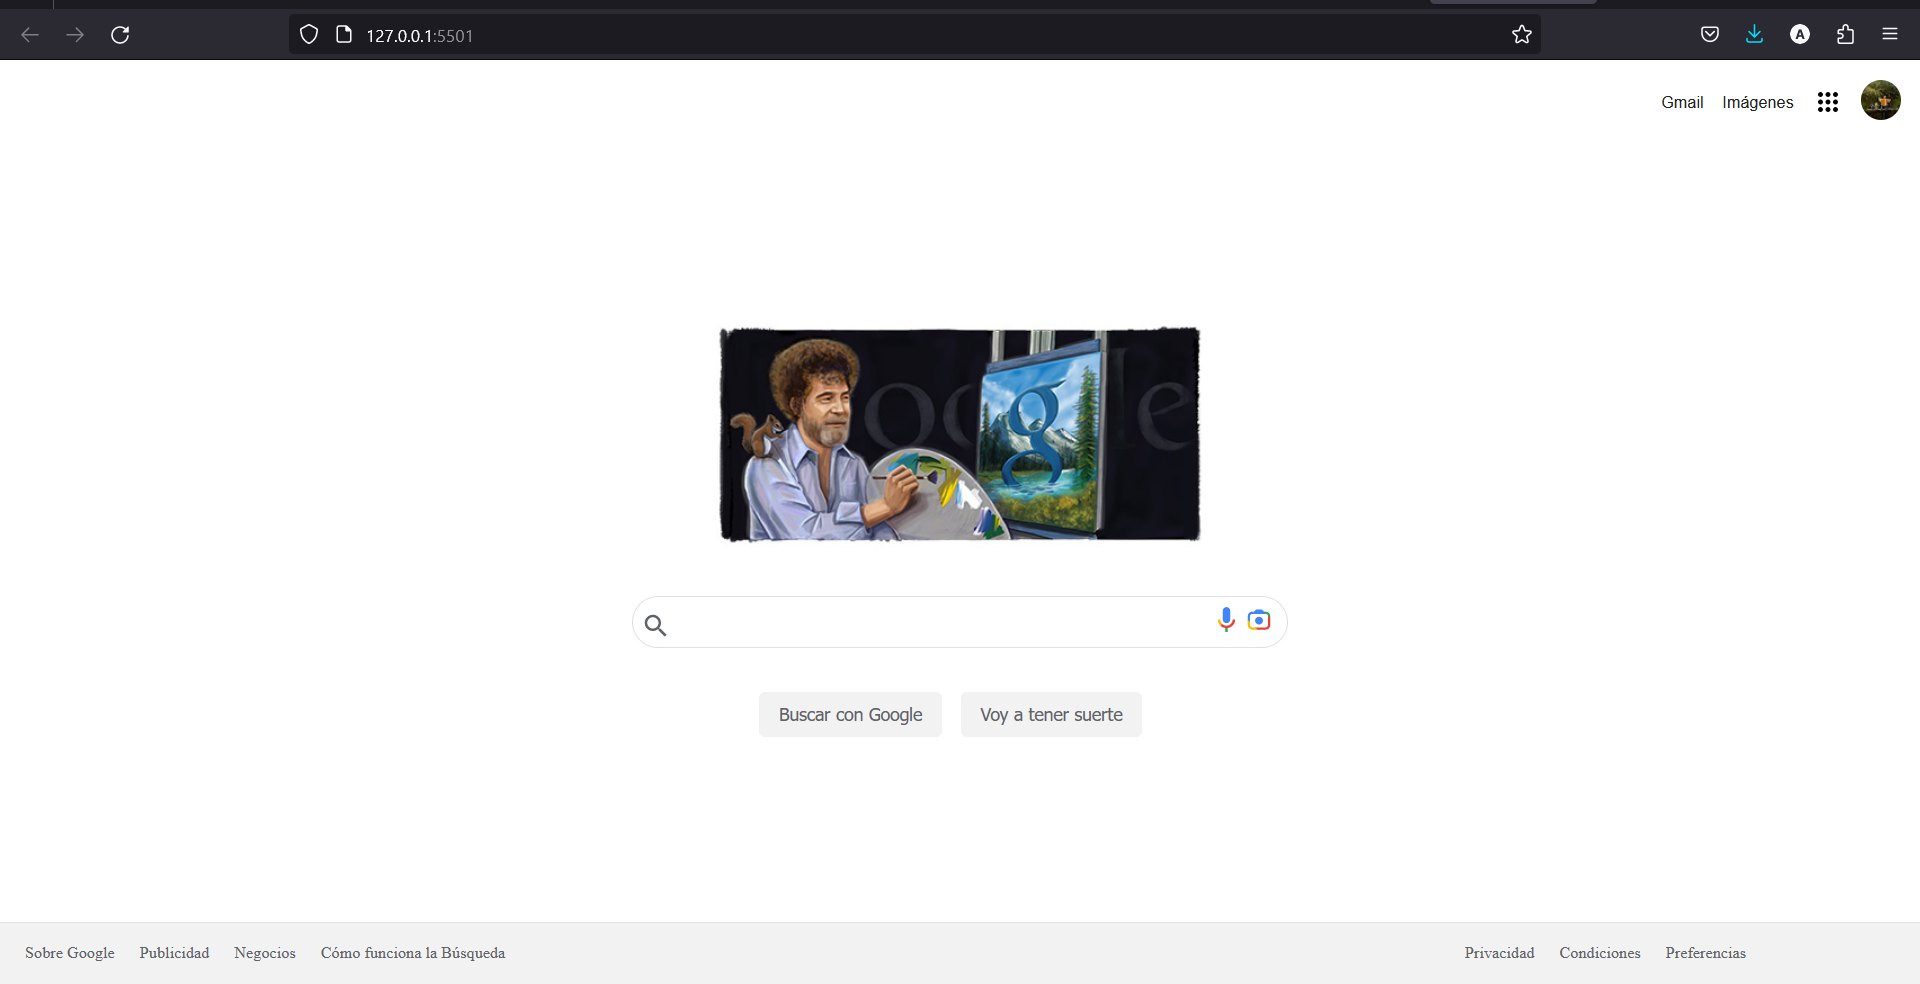 127.0.0.1:5501
A
Gmail Imágenes
Google
Buscar con Google Voy a tener suerte
Sobre Google Publicidad Negocios Cómo funciona la Búsqueda Privacidad Condiciones Preferencias